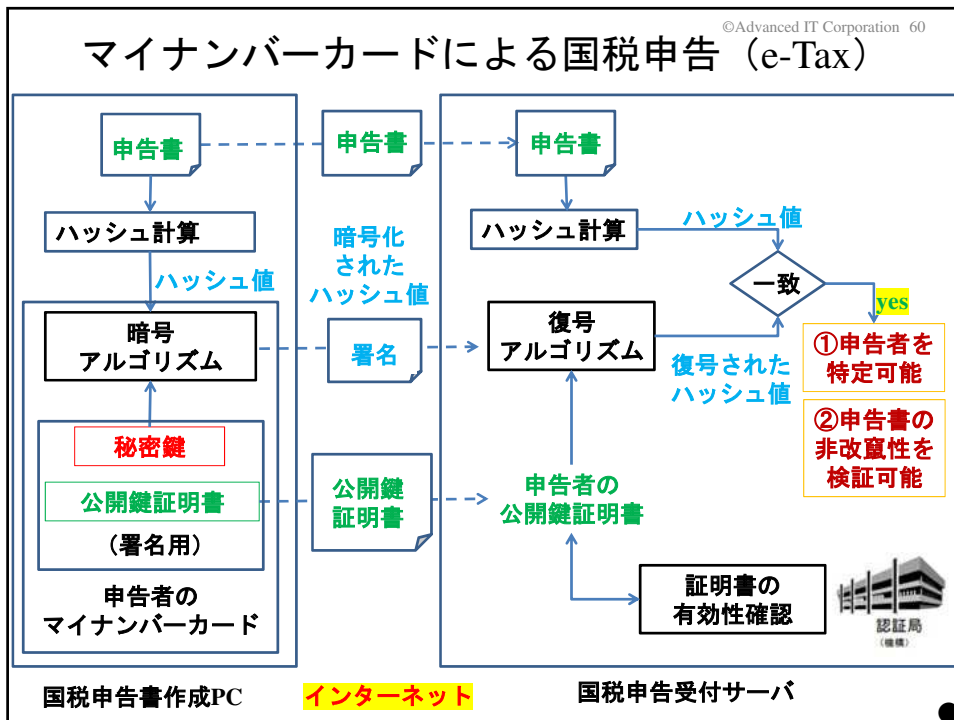 ©Advanced IT Corporation 60
マイナンバーカードによる国税申告（e-Tax）
申告書
申告書
申告書
ハッシュ計算
ハッシュ値
暗号
アルゴリズム
秘密鍵
公開鍵証明書
（署名用）
申告者の
マイナンバーカード
暗号化
された
ハッシュ値
署名
公開鍵
証明書
ハッシュ計算
ハッシュ値
一致
yes
復号
アルゴリズム
復号された
ハッシュ値
①申告者を
特定可能
②申告書の
非改竄性を
検証可能
申告者の
公開鍵証明書
証明書の
有効性確認
認証局
（機構）
国税申告書作成PC
インターネット
国税申告受付サーバ